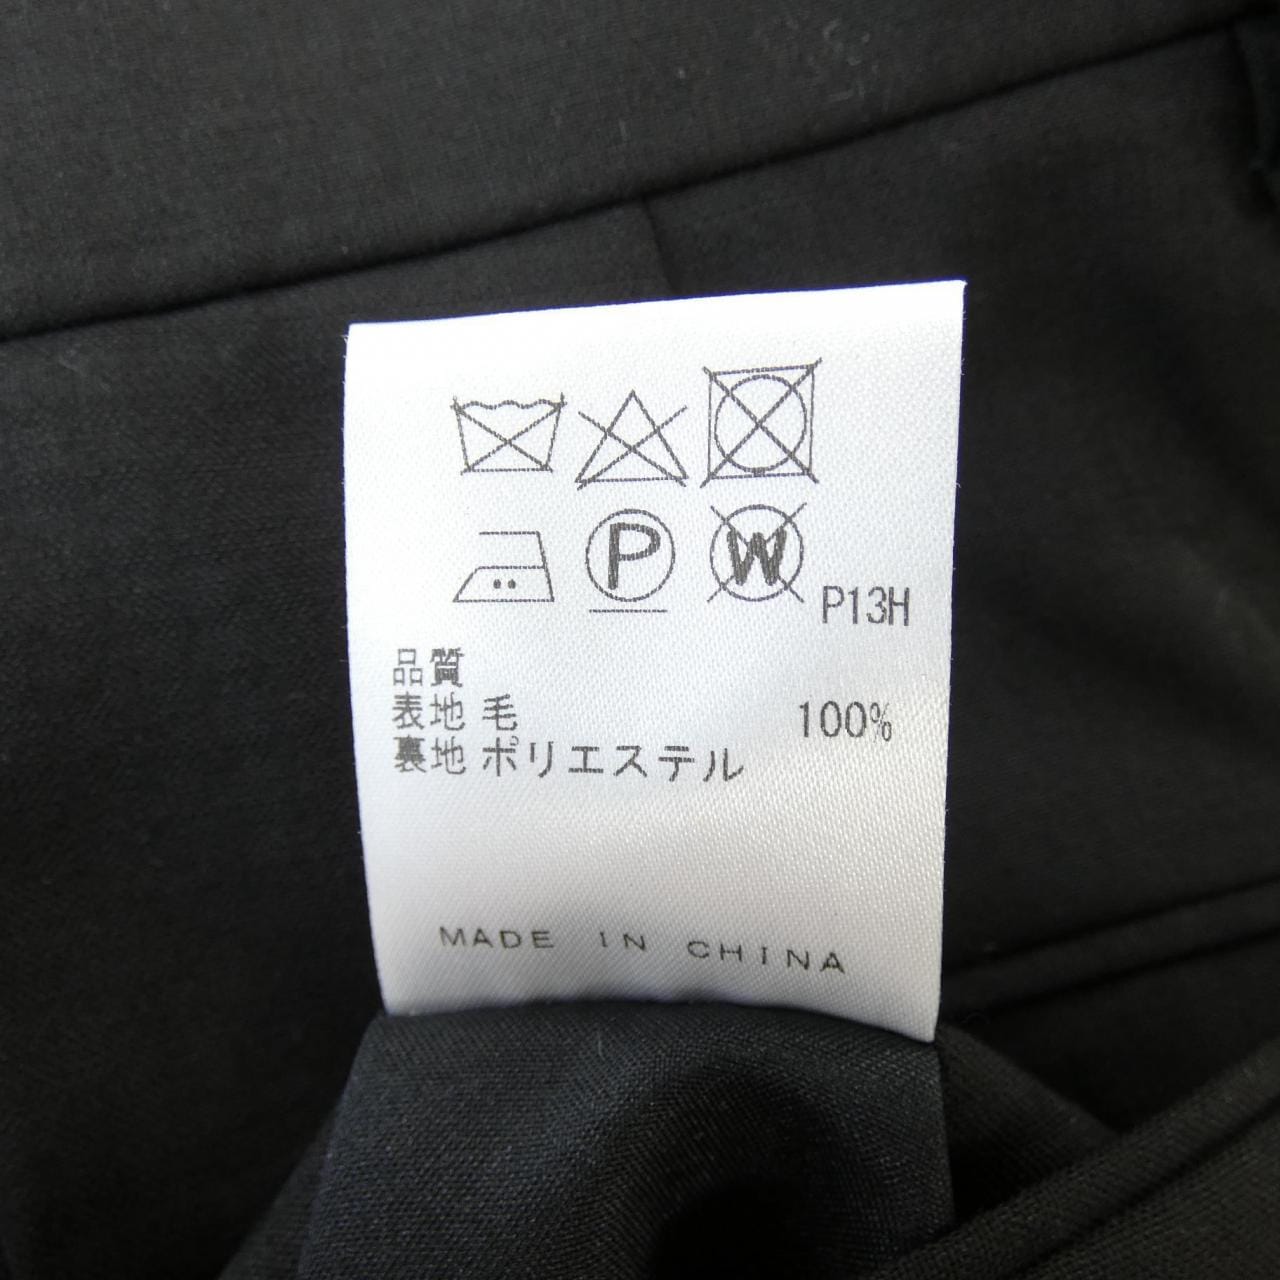 P W P13H
品質
表地 毛 100%
裏地 ポリエステル
MADE IN CHINA